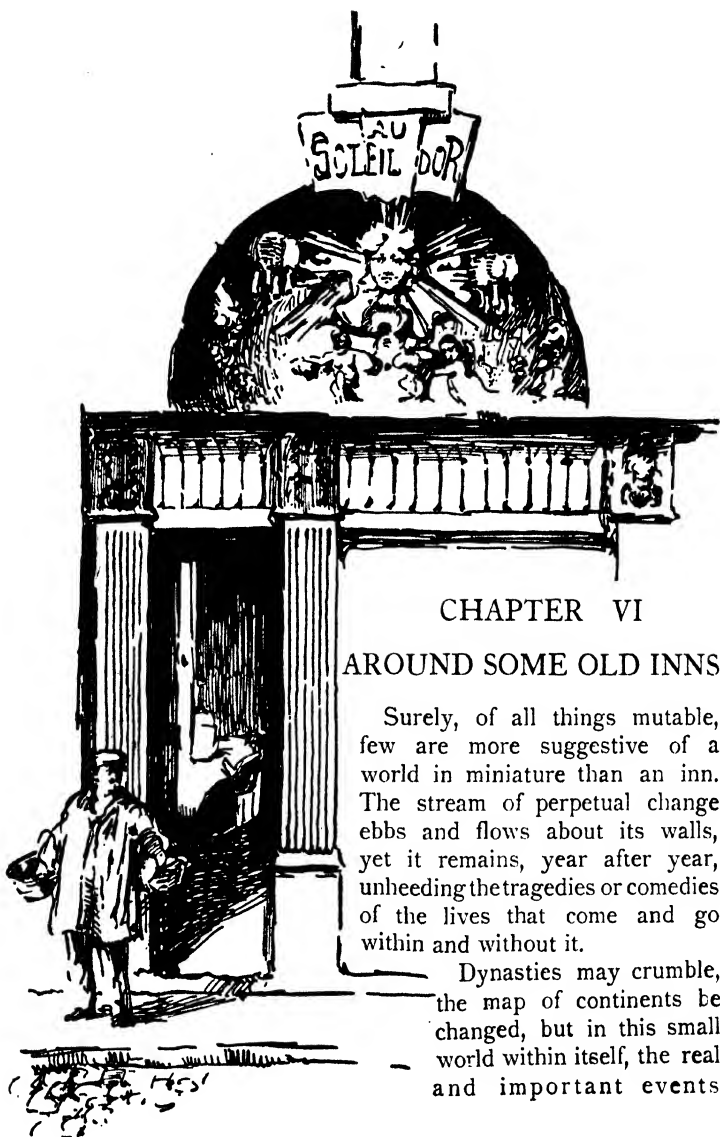 AU
SOLEIL DOR
CHAPTER VI
AROUND SOME OLD INNS
Surely, of all things mutable,
few are more suggestive of a
world in miniature than an inn.
The stream of perpetual change
ebbs and flows about its walls,
yet it remains, year after year,
unheeding the tragedies or comedies
of the lives that come and go
within and without it.
Dynasties may crumble,
the map of continents be
changed, but in this small
world within itself, the real
and important events